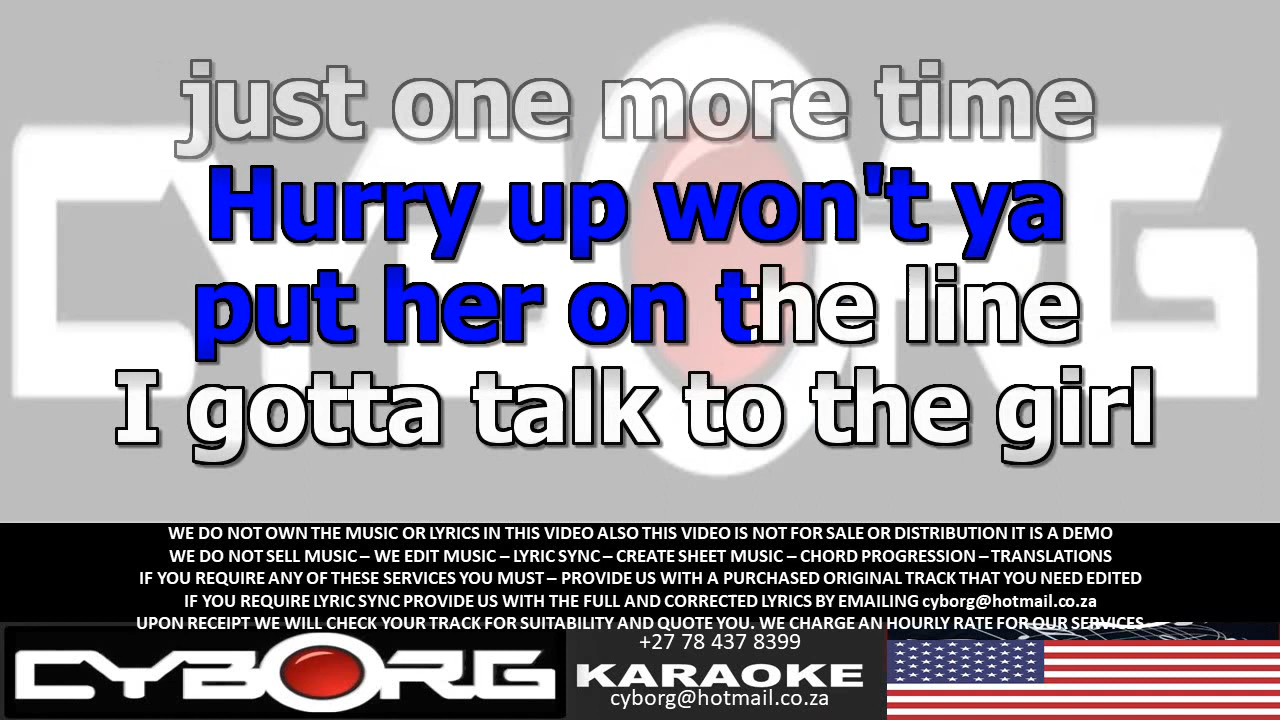 just one more time
Hurry up won't ya
put her on the line
I gotta talk to the girl
WE DO NOT OWN THE MUSIC OR LYRICS IN THIS VIDEO ALSO THIS VIDEO IS NOT FOR SALE OR DISTRIBUTION IT IS A DEMO
WE DO NOT SELL MUSIC – WE EDIT MUSIC – LYRIC SYNC – CREATE SHEET MUSIC – CHORD PROGRESSION – TRANSLATIONS
IF YOU REQUIRE ANY OF THESE SERVICES YOU MUST – PROVIDE US WITH A PURCHASED ORIGINAL TRACK THAT YOU NEED EDITED
IF YOU REQUIRE LYRIC SYNC PROVIDE US WITH THE FULL AND CORRECTED LYRICS BY EMAILING cyborg@hotmail.co.za
UPON RECEIPT WE WILL CHECK YOUR TRACK FOR SUITABILITY AND QUOTE YOU. WE CHARGE AN HOURLY RATE FOR OUR SERVICES
CYBORG
+27 78 437 8399
KARAOKE
cyborg@hotmail.co.za